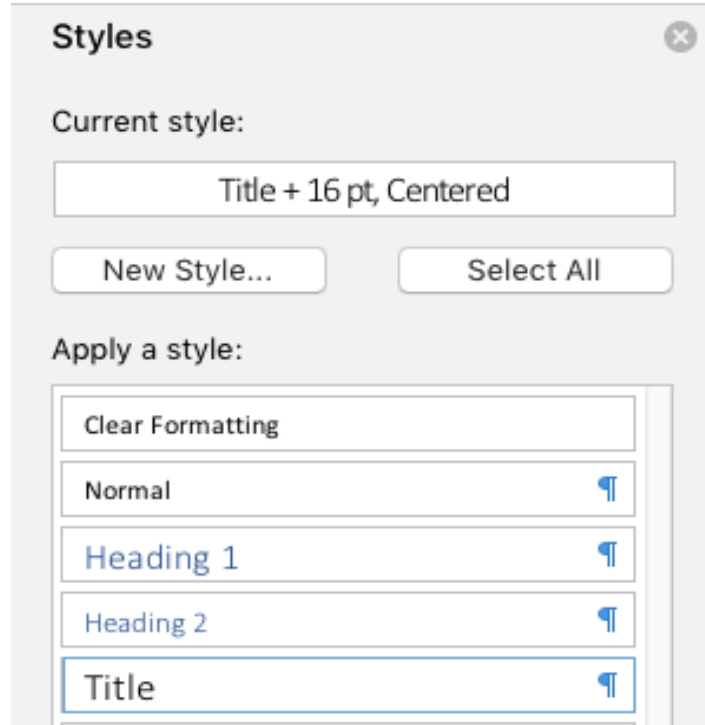 Styles
Current style:
Title + 16 pt, Centered
New Style... Select All
Apply a style:
Clear Formatting
Normal ¶
Heading 1 ¶
Heading 2 ¶
Title ¶